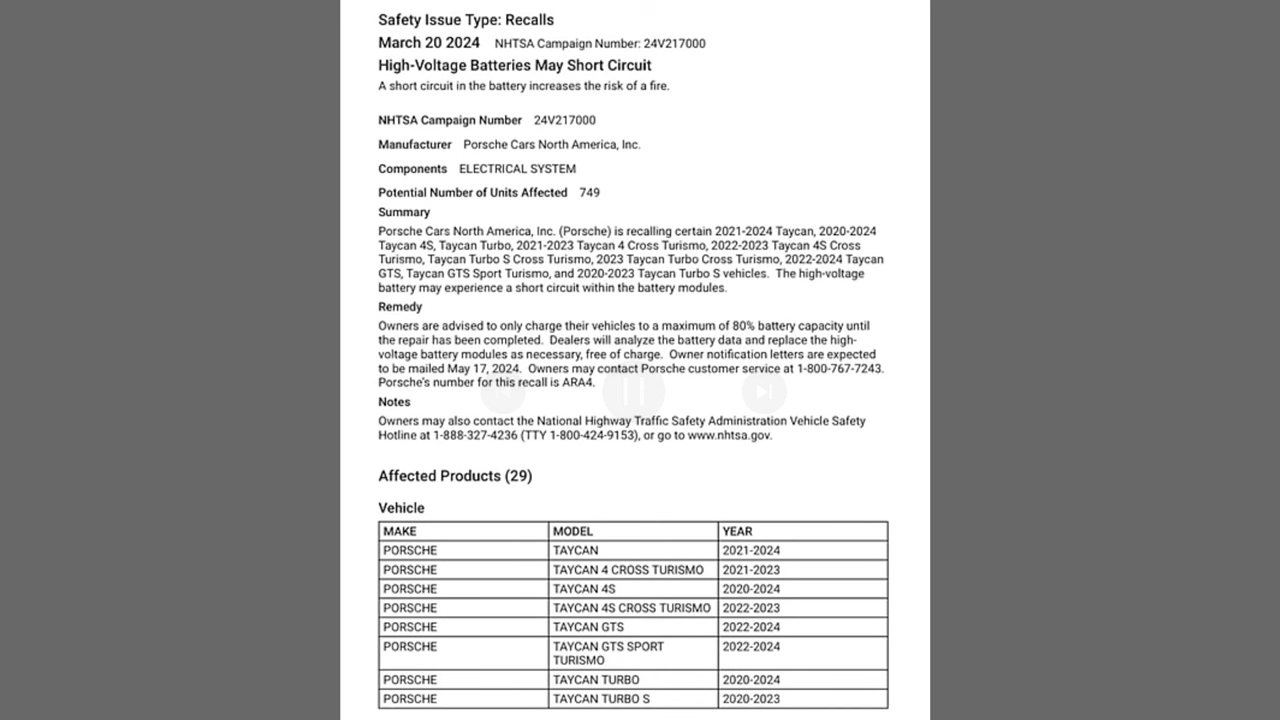 Safety Issue Type: Recalls
March 20 2024 NHTSA Campaign Number: 24V217000
High-Voltage Batteries May Short Circuit
A short circuit in the battery increases the risk of a fire.
NHTSA Campaign Number 24V217000
Manufacturer Porsche Cars North America, Inc.
Components ELECTRICAL SYSTEM
Potential Number of Units Affected 749
Summary
Porsche Cars North America, Inc. (Porsche) is recalling certain 2021-2024 Taycan, 2020-2024
Taycan 4S, Taycan Turbo, 2021-2023 Taycan 4 Cross Turismo, 2022-2023 Taycan 4S Cross
Turismo, Taycan Turbo S Cross Turismo, 2023 Taycan Turbo Cross Turismo, 2022-2024 Taycan
GTS, Taycan GTS Sport Turismo, and 2020-2023 Taycan Turbo S vehicles. The high-voltage
battery may experience a short circuit within the battery modules.
Remedy
Owners are advised to only charge their vehicles to a maximum of 80% battery capacity until
the repair has been completed. Dealers will analyze the battery data and replace the high-
voltage battery modules as necessary, free of charge. Owner notification letters are expected
to be mailed May 17, 2024. Owners may contact Porsche customer service at 1-800-767-7243.
Porsche's number for this recall is ARA4.
Notes
Owners may also contact the National Highway Traffic Safety Administration Vehicle Safety
Hotline at 1-888-327-4236 (TTY 1-800-424-9153), or go to www.nhtsa.gov.
Affected Products (29)
Vehicle
MAKE MODEL YEAR
PORSCHE TAYCAN 2021-2024
PORSCHE TAYCAN 4 CROSS TURISMO 2021-2023
PORSCHE TAYCAN 4S 2020-2024
PORSCHE TAYCAN 4S CROSS TURISMO 2022-2023
PORSCHE TAYCAN GTS 2022-2024
PORSCHE TAYCAN GTS SPORT 2022-2024
TURISMO
PORSCHE TAYCAN TURBO 2020-2024
PORSCHE TAYCAN TURBO S 2020-2023